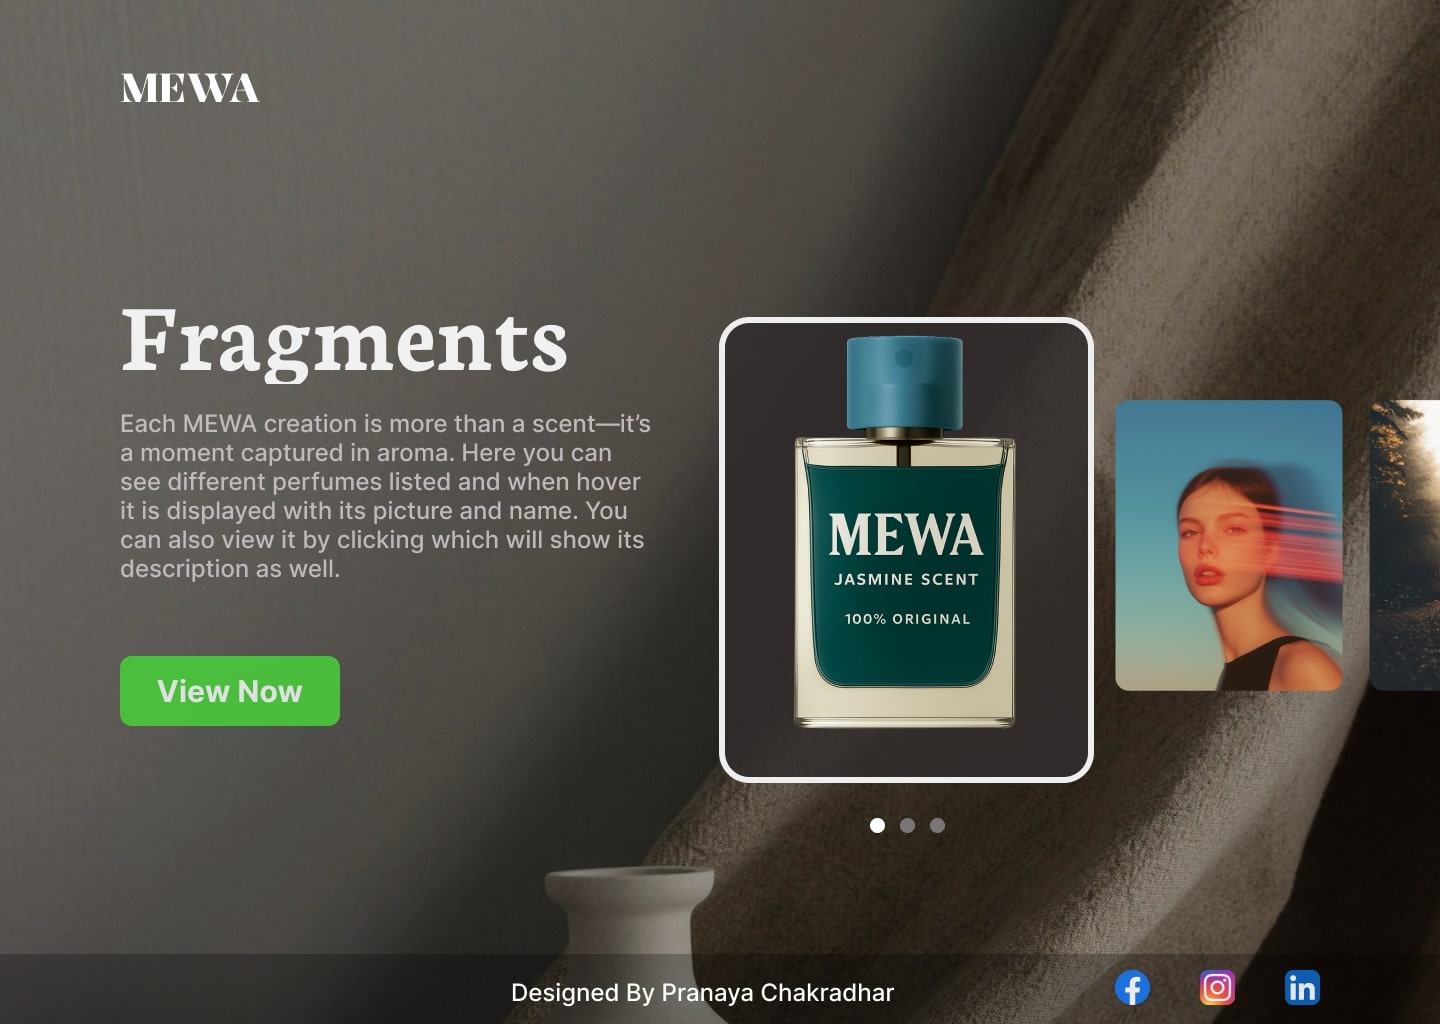 MEWA
Fragments
Each MEWA creation is more than a scent—it’s
a moment captured in aroma. Here you can
see different perfumes listed and when hover
it is displayed with its picture and name. You
can also view it by clicking which will show its
description as well.
View Now
MEWA
JASMINE SCENT
100% ORIGINAL
Designed By Pranaya Chakradhar